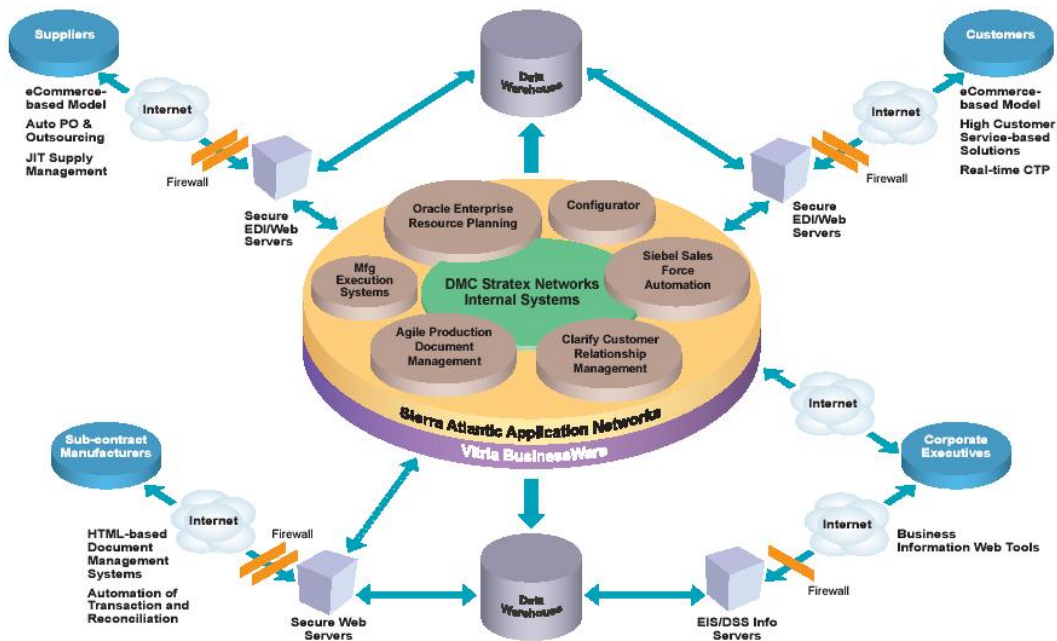 Suppliers
Internet
eCommerce-
based Model
Auto PO &
Outsourcing
JIT Supply
Management
Firewall
Secure
EDI/Web
Servers
Data
Warehouse
Customers
Internet
eCommerce-
based Model
High Customer
Service-based
Solutions
Real-time CTP
Firewall
Secure
EDI/Web
Servers
Oracle Enterprise
Resource Planning
Configurator
Mfg
Execution
Systems
DMC Stratex Networks
Internal Systems
Siebel Sales
Force
Automation
Agile Production
Document
Management
Clarify Customer
Relationship
Management
Sierra Atlantic Application Networks
Vitria BusinessWare
Sub-contract
Manufacturers
Internet
Firewall
HTML-based
Document
Management
Systems
Automation of
Transaction and
Reconciliation
Secure Web
Servers
Data
Warehouse
Internet
Corporate
Executives
Internet
Business
Information Web Tools
Firewall
EIS/DSS Info
Servers